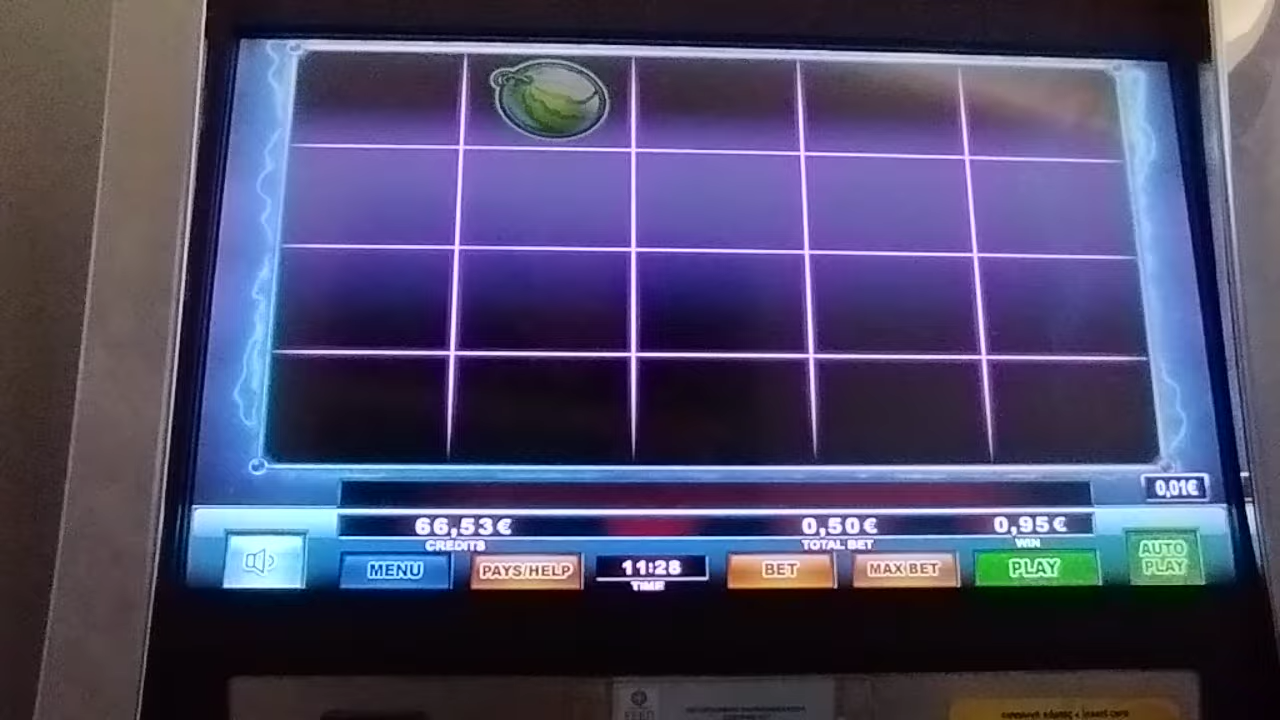 0,01€
66,53€ 0,50€ 0,95€
CREDITS TOTAL BET WIN
MENU PAYS/HELP 11:28 BET MAX BET PLAY AUTO PLAY
TIME